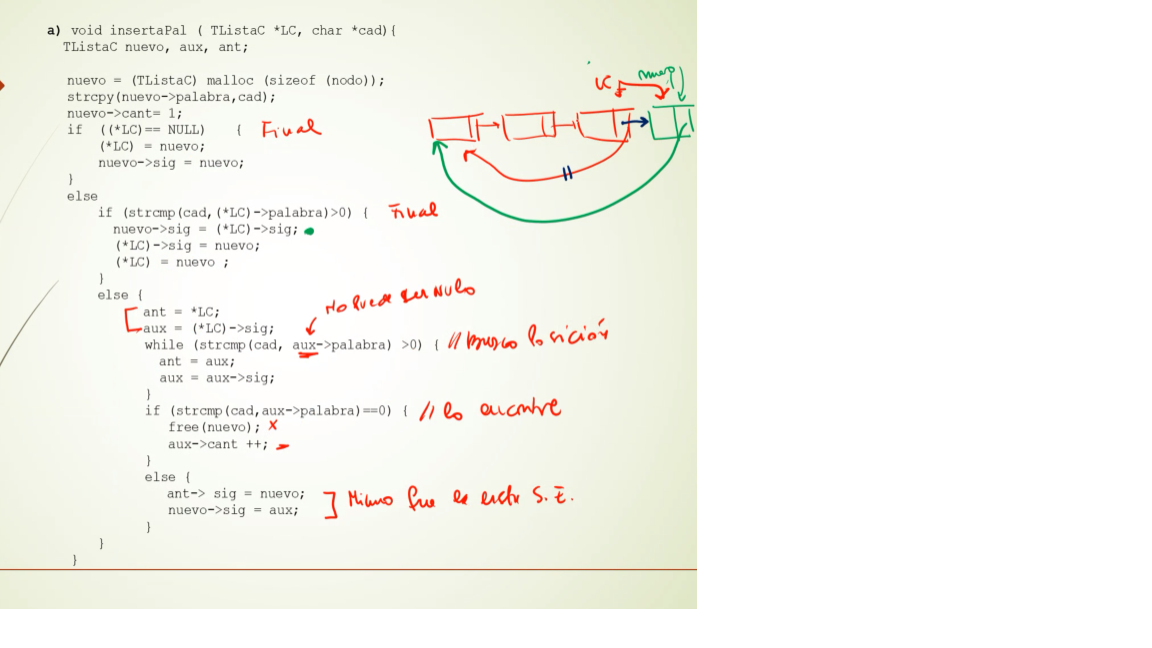 a) void insertaPal ( TListaC *LC, char *cad){
TListaC nuevo, aux, ant;
nuevo = (TListaC) malloc (sizeof (nodo));
strcpy(nuevo->palabra,cad);
nuevo->cant= 1;
if ((*LC)== NULL) { Final
(*LC) = nuevo;
nuevo->sig = nuevo;
}
else
if (strcmp(cad,(*LC)->palabra)>0) { Final
nuevo->sig = (*LC)->sig;
(*LC)->sig = nuevo;
(*LC) = nuevo ;
}
else {
ant = *LC;
aux = (*LC)->sig;
No puede ser nulo
while (strcmp(cad, aux->palabra) >0) { // busco posición
ant = aux;
aux = aux->sig;
}
if (strcmp(cad,aux->palabra)==0) { // lo encontre
free(nuevo); x
aux->cant ++;
}
else {
ant-> sig = nuevo;
nuevo->sig = aux; ] Mismo que en S.E.
}
}
}
LC nuevo